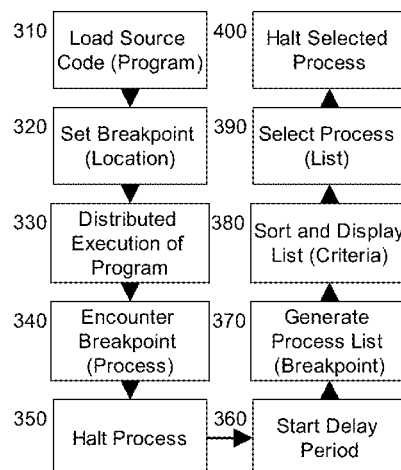 310
Load Source
Code (Program)
320
Set Breakpoint
(Location)
330
Distributed
Execution of
Program
340
Encounter
Breakpoint
(Process)
350
Halt Process
360
Start Delay
Period
370
Generate
Process List
(Breakpoint)
380
Sort and Display
List (Criteria)
390
Select Process
(List)
400
Halt Selected
Process